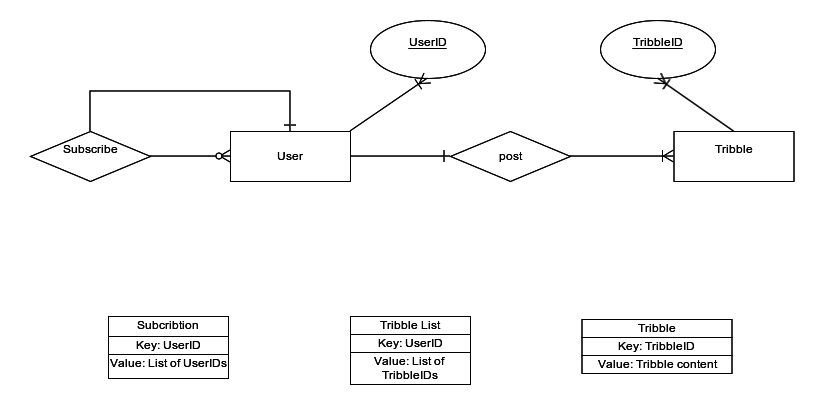 UserID
TribbleID
Subscribe
User
post
Tribble
Subcribtion
Key: UserID
Value: List of UserIDs
Tribble List
Key: UserID
Value: List of
TribbleIDs
Tribble
Key: TribbleID
Value: Tribble content